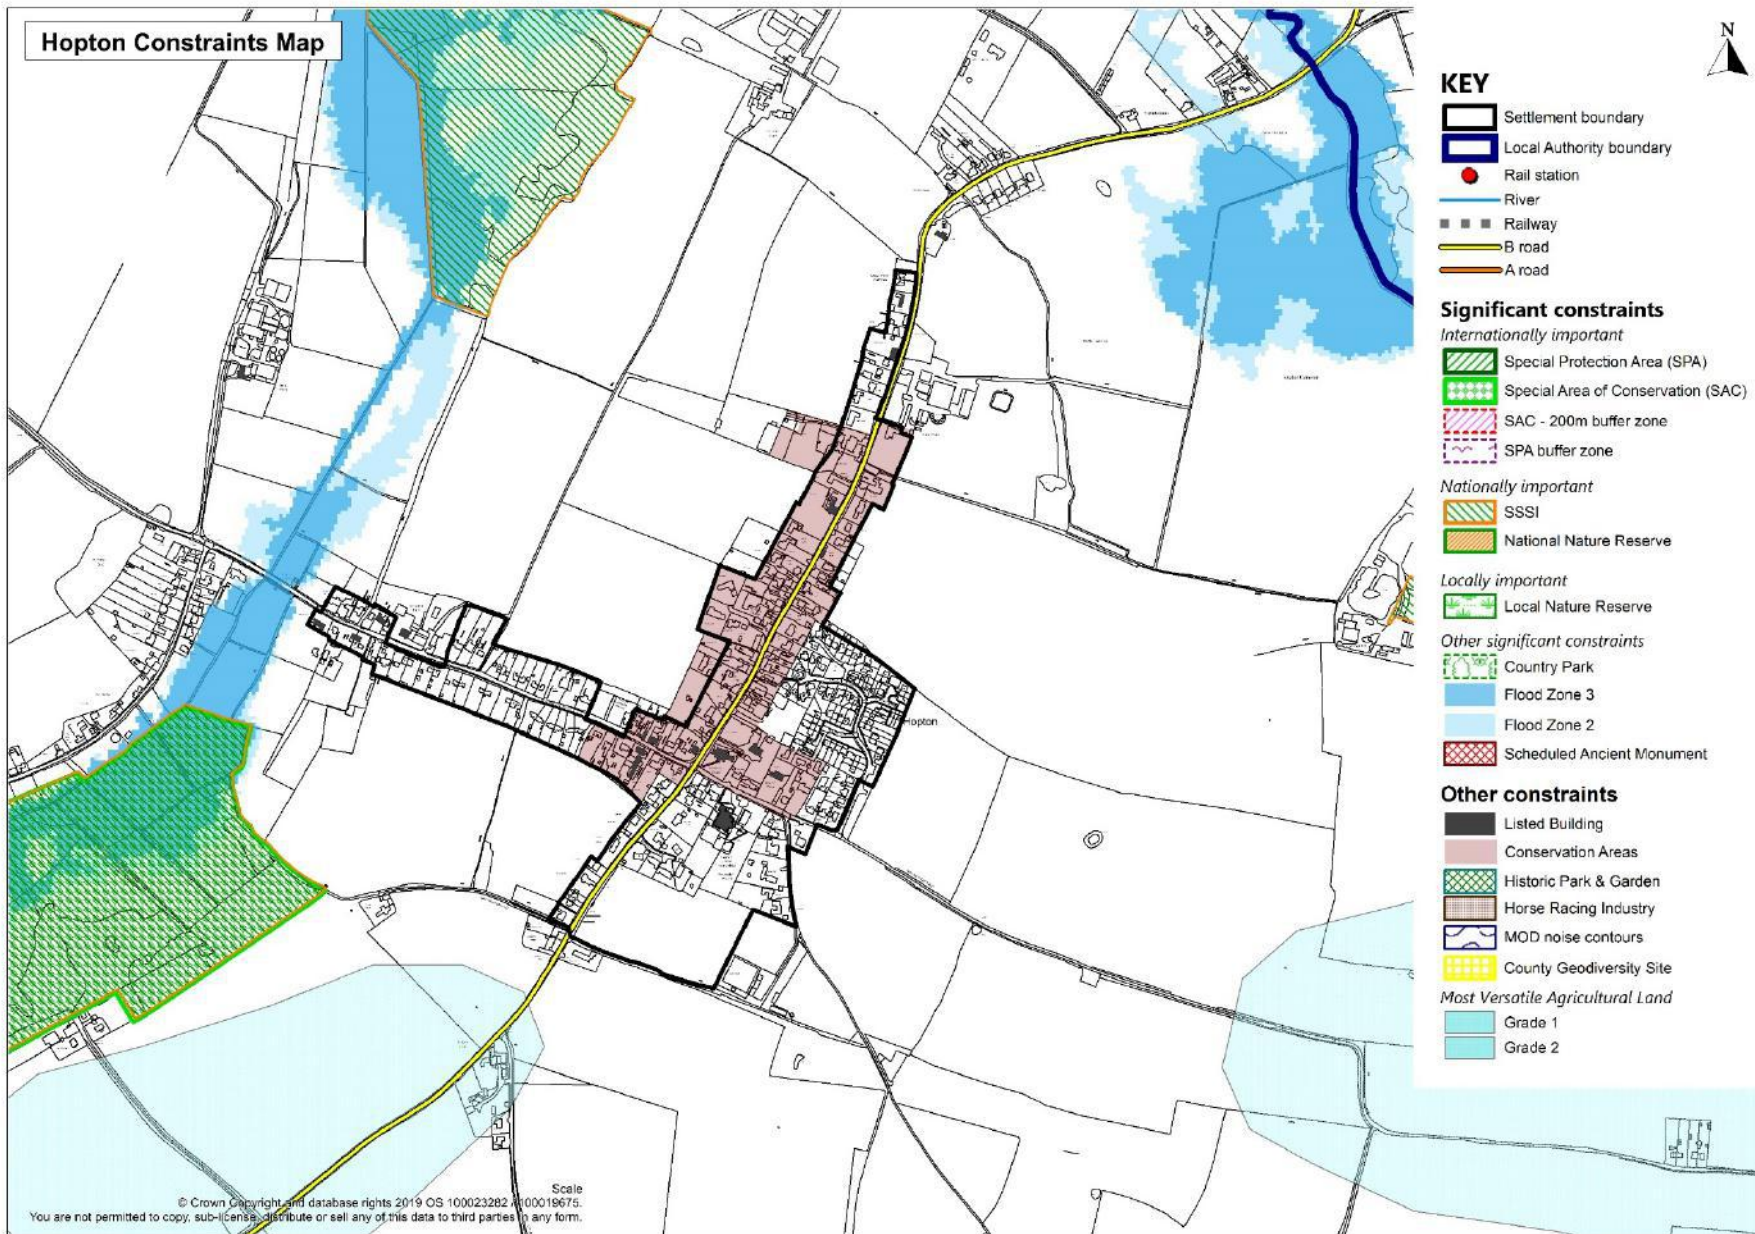 Hopton Constraints Map
N
KEY
Settlement boundary
Local Authority boundary
Rail station
River
Railway
B road
A road
Significant constraints
Internationally important
Special Protection Area (SPA)
Special Area of Conservation (SAC)
SAC - 200m buffer zone
SPA buffer zone
Nationally important
SSSI
National Nature Reserve
Locally important
Local Nature Reserve
Other significant constraints
Country Park
Flood Zone 3
Flood Zone 2
Scheduled Ancient Monument
Other constraints
Listed Building
Conservation Areas
Historic Park & Garden
Horse Racing Industry
MOD noise contours
County Geodiversity Site
Most Versatile Agricultural Land
Grade 1
Grade 2
Hopton
Scale
© Crown Copyright and database rights 2019 OS 100023282 / 100019675.
You are not permitted to copy, sub-license, distribute or sell any of this data to third parties in any form.